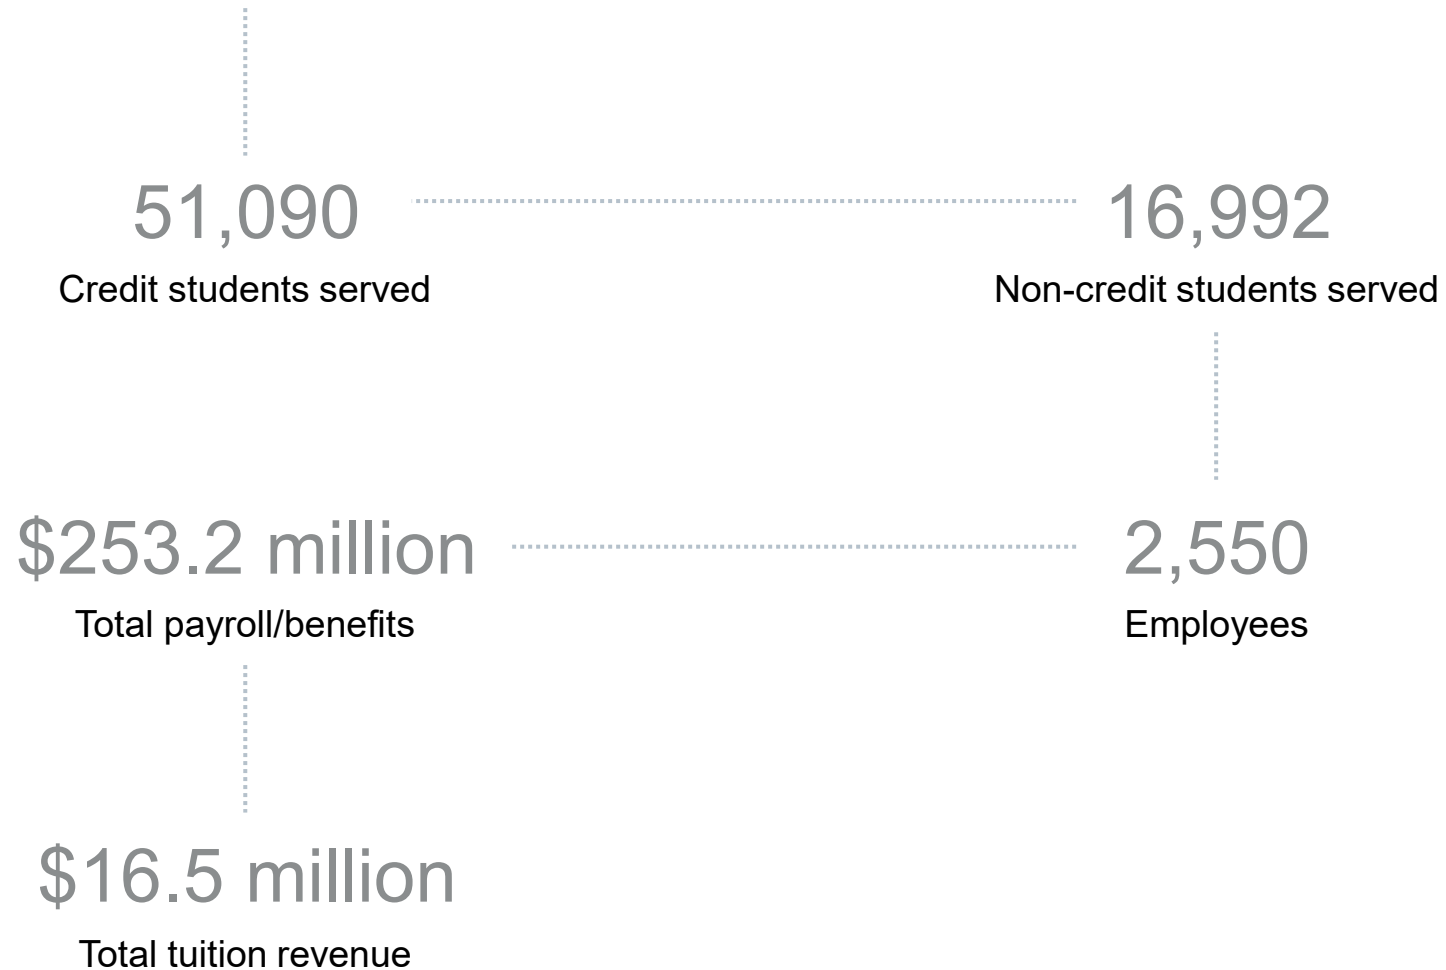 51,090
Credit students served
16,992
Non-credit students served
$253.2 million
Total payroll/benefits
2,550
Employees
$16.5 million
Total tuition revenue